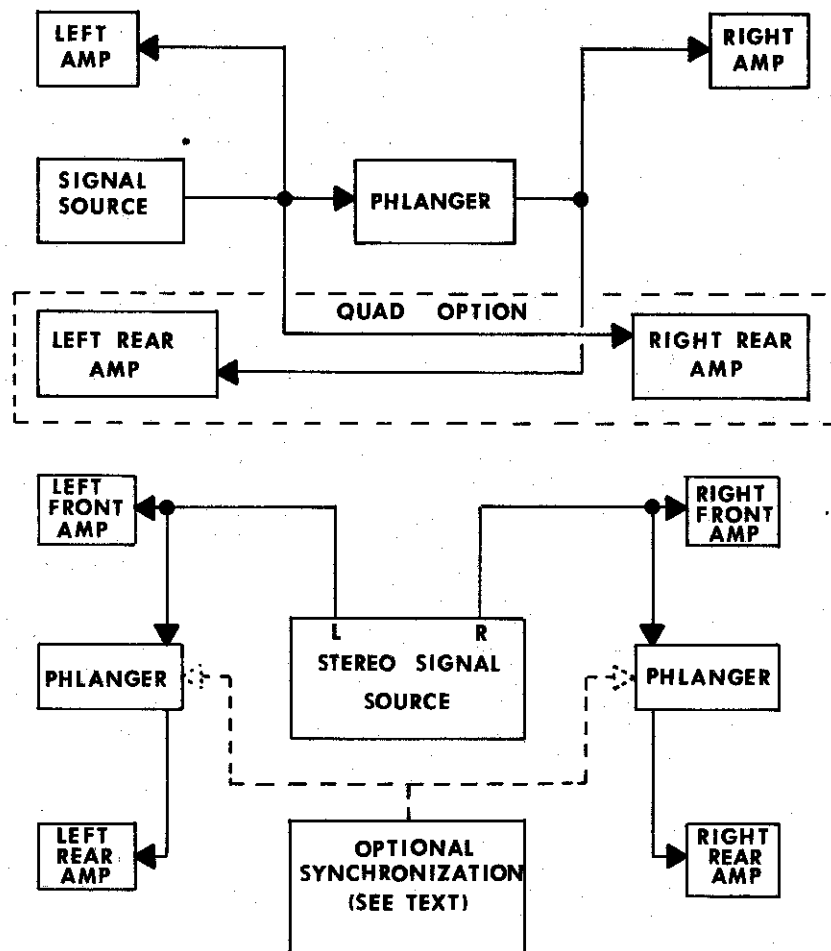 LEFT
AMP
RIGHT
AMP
SIGNAL
SOURCE
PHLANGER
QUAD OPTION
LEFT REAR
AMP
RIGHT REAR
AMP
LEFT
FRONT
AMP
RIGHT
FRONT
AMP
L
R
STEREO SIGNAL
SOURCE
PHLANGER
PHLANGER
LEFT
REAR
AMP
OPTIONAL
SYNCHRONIZATION
(SEE TEXT)
RIGHT
REAR
AMP